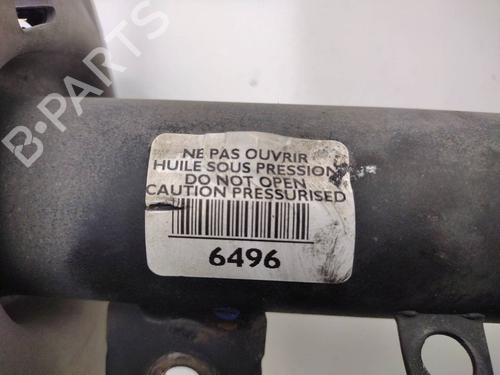 B-PARTS
NE PAS OUVRIR
HUILE SOUS PRESSION
DO NOT OPEN
CAUTION PRESSURISED
6496